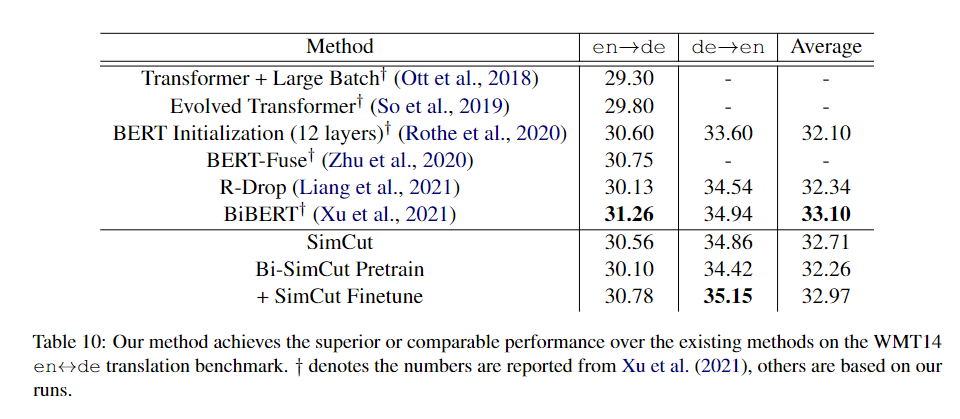 Method en→de de→en Average
Transformer + Large Batch† (Ott et al., 2018) 29.30 - -
Evolved Transformer† (So et al., 2019) 29.80 - -
BERT Initialization (12 layers)† (Rothe et al., 2020) 30.60 33.60 32.10
BERT-Fuse† (Zhu et al., 2020) 30.75 - -
R-Drop (Liang et al., 2021) 30.13 34.54 32.34
BiBERT† (Xu et al., 2021) 31.26 34.94 33.10
SimCut 30.56 34.86 32.71
Bi-SimCut Pretrain 30.10 34.42 32.26
+ SimCut Finetune 30.78 35.15 32.97
Table 10: Our method achieves the superior or comparable performance over the existing methods on the WMT14
en↔de translation benchmark. † denotes the numbers are reported from Xu et al. (2021), others are based on our
runs.